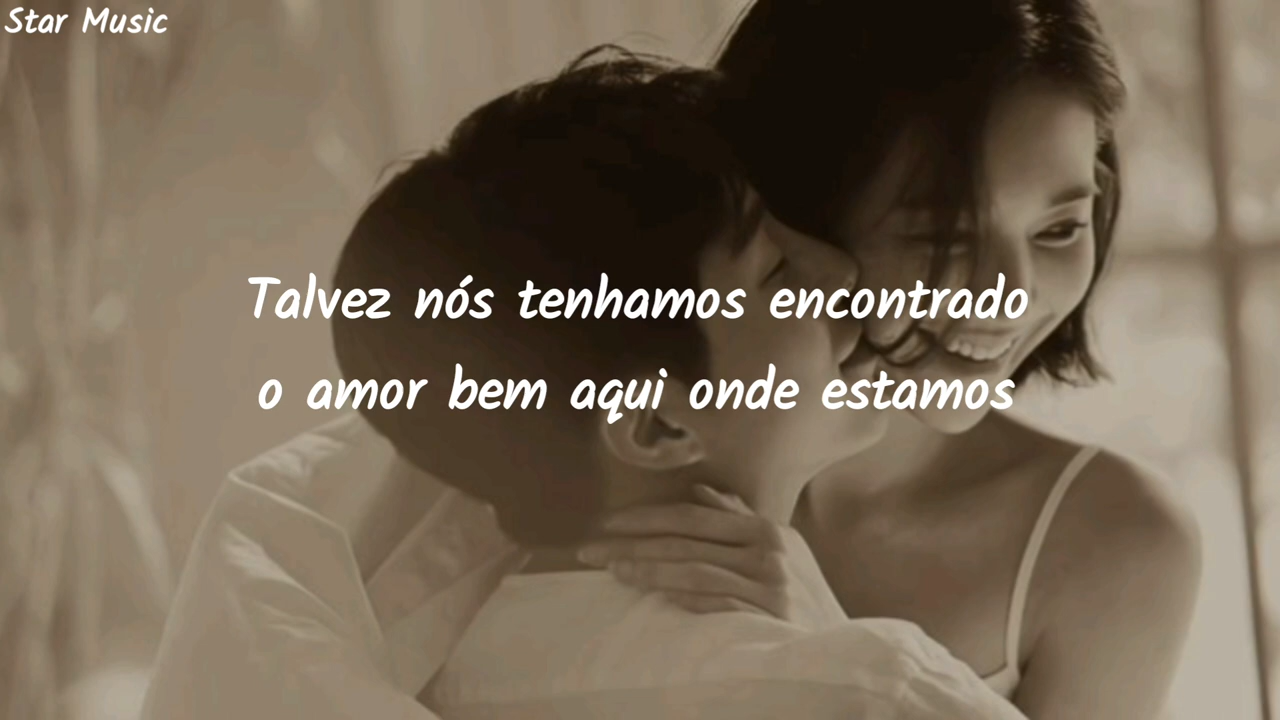 Star Music
Talvez nós tenhamos encontrado
o amor bem aqui onde estamos